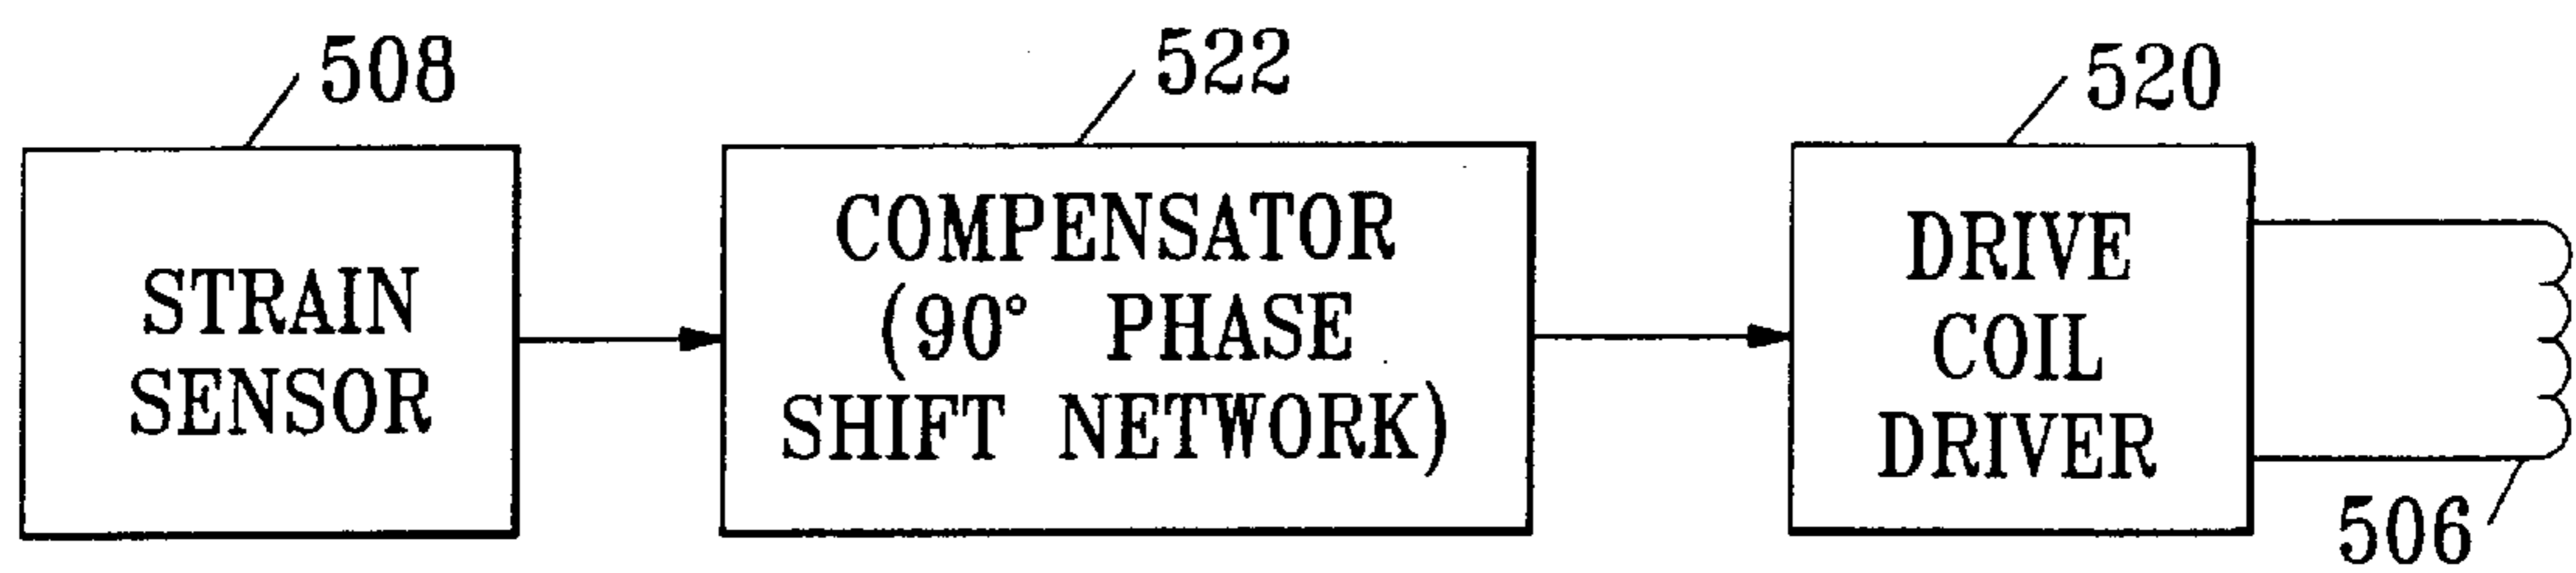 508
522
520
STRAIN
SENSOR
COMPENSATOR
(90° PHASE
SHIFT NETWORK)
DRIVE
COIL
DRIVER
506